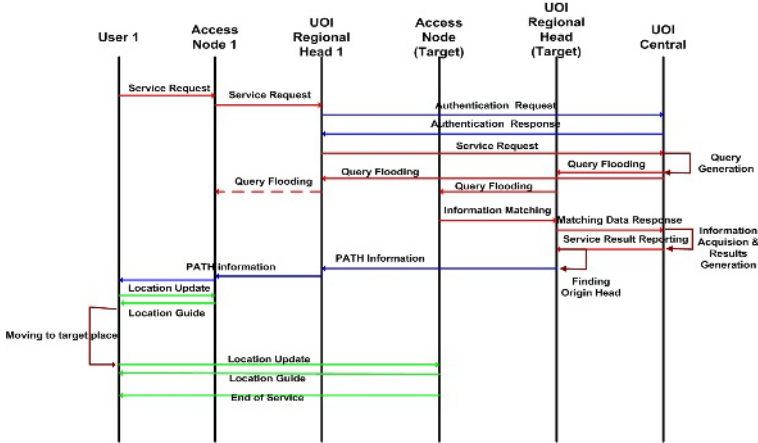 User 1
Access
Node 1
UOI
Regional
Head 1
Access
Node
(Target)
UOI
Regional
Head
(Target)
UOI
Central
Service Request
Service Request
Authentication Request
Authentication Response
Service Request
Query Flooding
Query
Generation
Query Flooding
Query Flooding
Query Flooding
Information Matching
Matching Data Response
Information
Acquision &
Results
Generation
Service Result Reporting
PATH Information
PATH Information
Finding
Origin Head
Location Update
Location Guide
Moving to target place
Location Update
Location Guide
End of Service